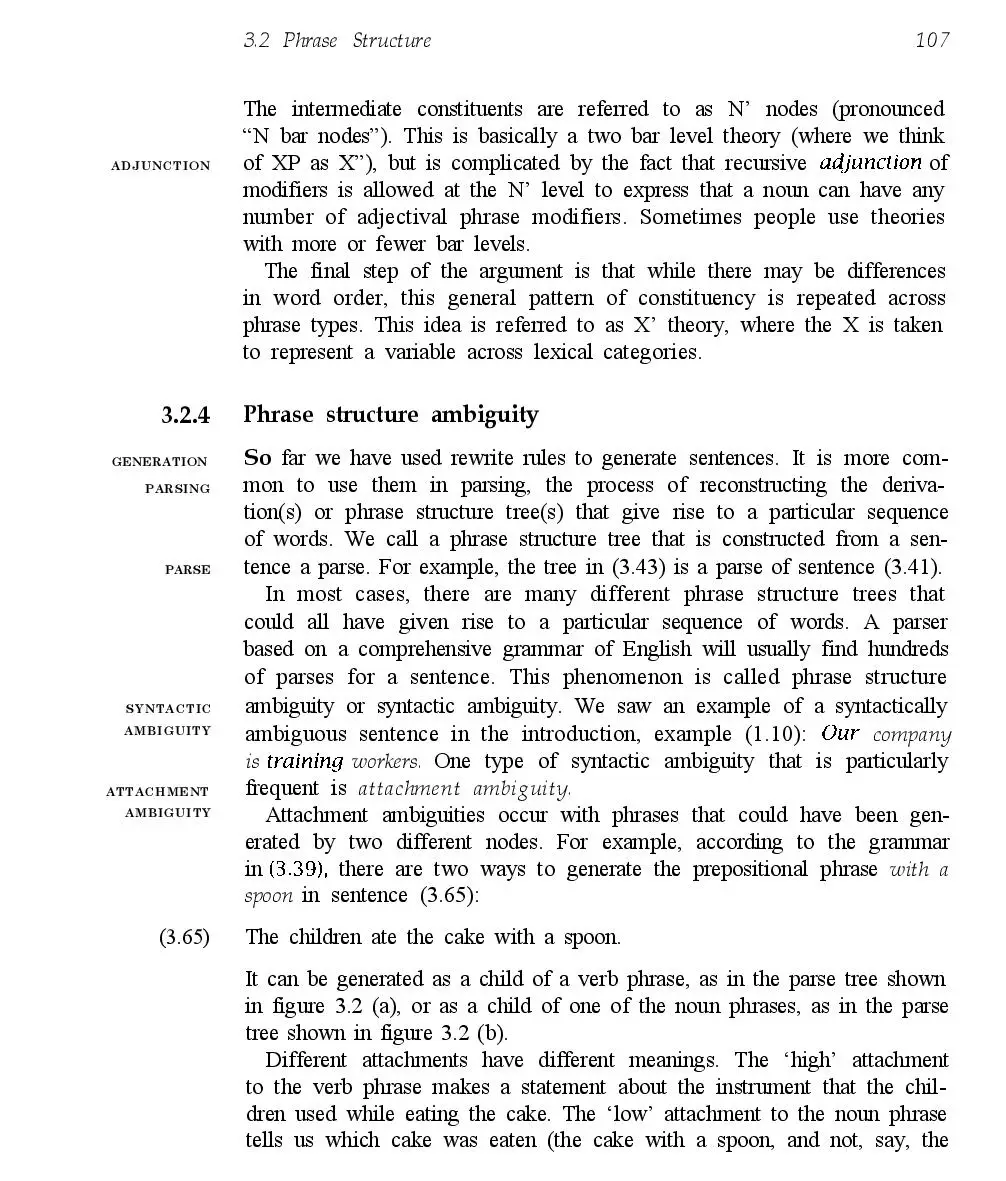 3.2 Phrase Structure 107
The intermediate constituents are referred to as N’ nodes (pronounced
“N bar nodes”). This is basically a two bar level theory (where we think
ADJUNCTION of XP as X”), but is complicated by the fact that recursive adjunction of
modifiers is allowed at the N’ level to express that a noun can have any
number of adjectival phrase modifiers. Sometimes people use theories
with more or fewer bar levels.
The final step of the argument is that while there may be differences
in word order, this general pattern of constituency is repeated across
phrase types. This idea is referred to as X’ theory, where the X is taken
to represent a variable across lexical categories.
3.2.4 Phrase structure ambiguity
GENERATION So far we have used rewrite rules to generate sentences. It is more com-
PARSING mon to use them in parsing, the process of reconstructing the deriva-
tion(s) or phrase structure tree(s) that give rise to a particular sequence
of words. We call a phrase structure tree that is constructed from a sen-
PARSE tence a parse. For example, the tree in (3.43) is a parse of sentence (3.41).
In most cases, there are many different phrase structure trees that
could all have given rise to a particular sequence of words. A parser
based on a comprehensive grammar of English will usually find hundreds
of parses for a sentence. This phenomenon is called phrase structure
SYNTACTIC ambiguity or syntactic ambiguity. We saw an example of a syntactically
AMBIGUITY ambiguous sentence in the introduction, example (1.10): Our company
is training workers. One type of syntactic ambiguity that is particularly
ATTACHMENT frequent is attachment ambiguity.
AMBIGUITY Attachment ambiguities occur with phrases that could have been gen-
erated by two different nodes. For example, according to the grammar
in (3.39), there are two ways to generate the prepositional phrase with a
spoon in sentence (3.65):
(3.65) The children ate the cake with a spoon.
It can be generated as a child of a verb phrase, as in the parse tree shown
in figure 3.2 (a), or as a child of one of the noun phrases, as in the parse
tree shown in figure 3.2 (b).
Different attachments have different meanings. The ‘high’ attachment
to the verb phrase makes a statement about the instrument that the chil-
dren used while eating the cake. The ‘low’ attachment to the noun phrase
tells us which cake was eaten (the cake with a spoon, and not, say, the